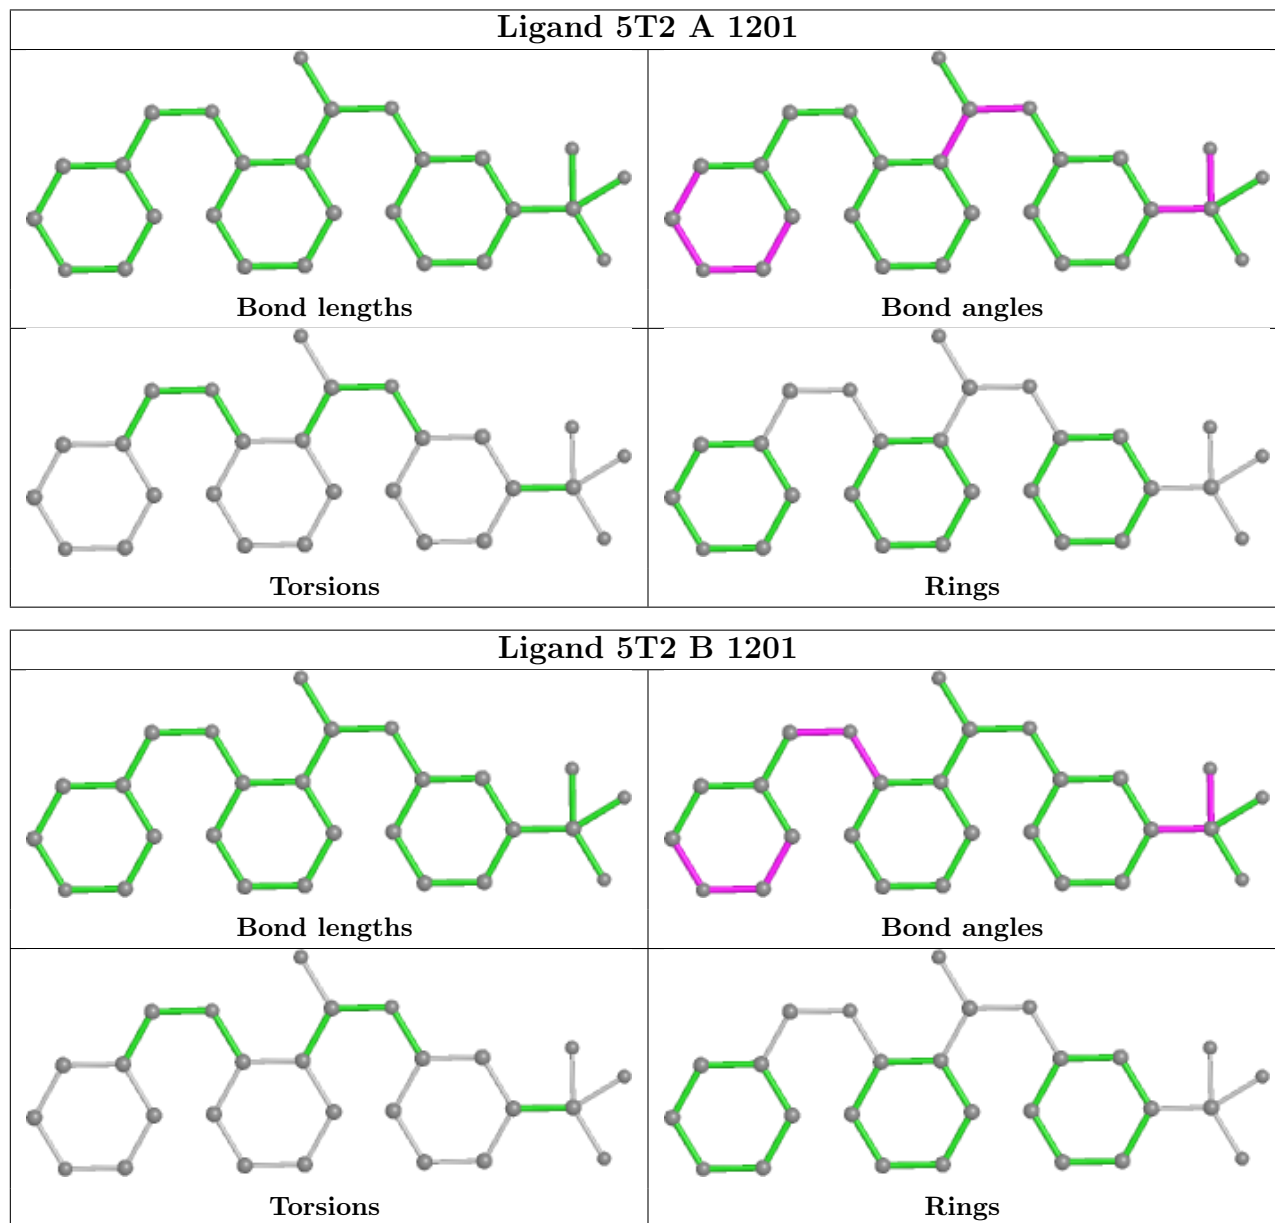 Ligand 5T2 A 1201
Bond lengths
Bond angles
Torsions
Rings
Ligand 5T2 B 1201
Bond lengths
Bond angles
Torsions
Rings